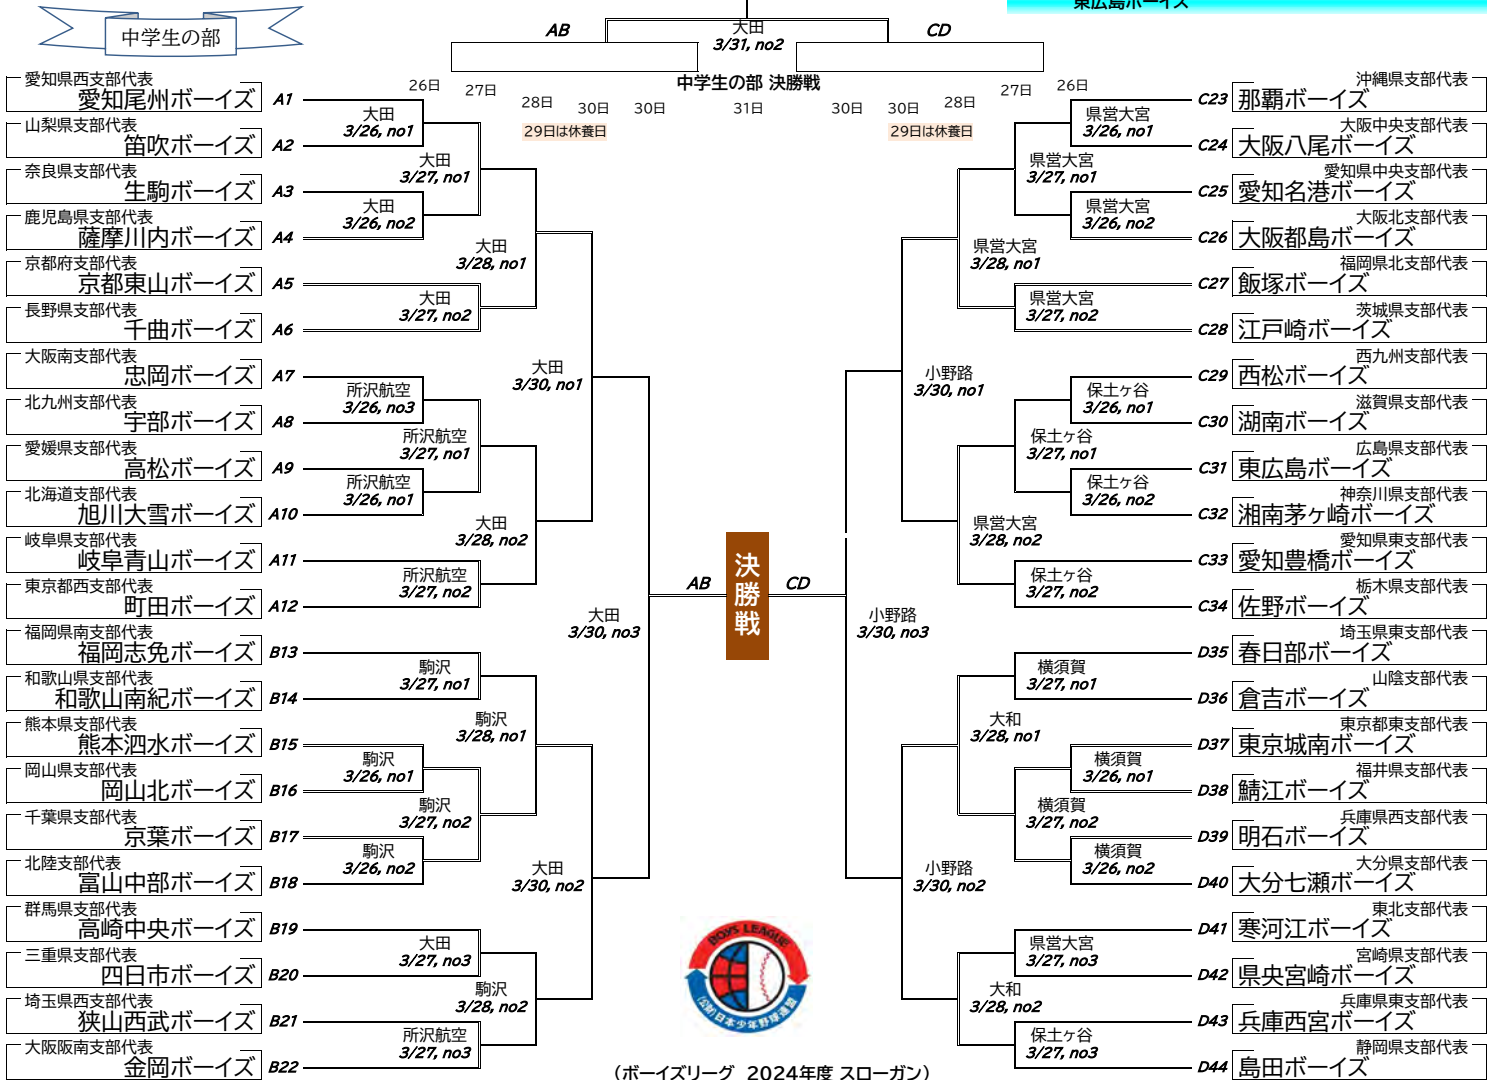 東広島ボーイズ
中学生の部
AB
大田
3/31, no2
CD
中学生の部 決勝戦
26日
27日
28日
30日
30日
31日
30日
30日
28日
27日
26日
29日は休養日
29日は休養日
愛知県西支部代表
愛知尾州ボーイズ A1
山梨県支部代表
笛吹ボーイズ A2
奈良県支部代表
生駒ボーイズ A3
鹿児島県支部代表
薩摩川内ボーイズ A4
京都府支部代表
京都東山ボーイズ A5
長野県支部代表
千曲ボーイズ A6
大阪南支部代表
忠岡ボーイズ A7
北九州支部代表
宇部ボーイズ A8
愛媛県支部代表
高松ボーイズ A9
北海道支部代表
旭川大雪ボーイズ A10
岐阜県支部代表
岐阜青山ボーイズ A11
東京都西支部代表
町田ボーイズ A12
福岡県南支部代表
福岡志免ボーイズ B13
和歌山県支部代表
和歌山南紀ボーイズ B14
熊本県支部代表
熊本泗水ボーイズ B15
岡山県支部代表
岡山北ボーイズ B16
千葉県支部代表
京葉ボーイズ B17
北陸支部代表
富山中部ボーイズ B18
群馬県支部代表
高崎中央ボーイズ B19
三重県支部代表
四日市ボーイズ B20
埼玉県西支部代表
狭山西武ボーイズ B21
大阪阪南支部代表
金岡ボーイズ B22
大田
3/26, no1
大田
3/26, no2
所沢航空
3/26, no3
所沢航空
3/26, no1
駒沢
3/26, no1
駒沢
3/26, no2
大田
3/27, no1
大田
3/27, no2
所沢航空
3/27, no1
所沢航空
3/27, no2
駒沢
3/27, no1
駒沢
3/27, no2
大田
3/27, no3
所沢航空
3/27, no3
大田
3/28, no1
大田
3/28, no2
駒沢
3/28, no1
駒沢
3/28, no2
大田
3/30, no1
大田
3/30, no2
大田
3/30, no3
AB
決勝戦
CD
小野路
3/30, no3
小野路
3/30, no1
小野路
3/30, no2
県営大宮
3/28, no1
県営大宮
3/28, no2
大和
3/28, no1
大和
3/28, no2
県営大宮
3/27, no1
県営大宮
3/27, no2
保土ヶ谷
3/27, no1
保土ヶ谷
3/27, no2
横須賀
3/27, no1
横須賀
3/27, no2
県営大宮
3/27, no3
保土ヶ谷
3/27, no3
県営大宮
3/26, no1
県営大宮
3/26, no2
保土ヶ谷
3/26, no1
保土ヶ谷
3/26, no2
横須賀
3/26, no1
横須賀
3/26, no2
沖縄県支部代表
C23 那覇ボーイズ
大阪中央支部代表
C24 大阪八尾ボーイズ
愛知県中央支部代表
C25 愛知名港ボーイズ
大阪北支部代表
C26 大阪都島ボーイズ
福岡県北支部代表
C27 飯塚ボーイズ
茨城県支部代表
C28 江戸崎ボーイズ
西九州支部代表
C29 西松ボーイズ
滋賀県支部代表
C30 湖南ボーイズ
広島県支部代表
C31 東広島ボーイズ
神奈川県支部代表
C32 湘南茅ヶ崎ボーイズ
愛知県東支部代表
C33 愛知豊橋ボーイズ
栃木県支部代表
C34 佐野ボーイズ
埼玉県東支部代表
D35 春日部ボーイズ
山陰支部代表
D36 倉吉ボーイズ
東京都東支部代表
D37 東京城南ボーイズ
福井県支部代表
D38 鯖江ボーイズ
兵庫県西支部代表
D39 明石ボーイズ
大分県支部代表
D40 大分七瀬ボーイズ
東北支部代表
D41 寒河江ボーイズ
宮崎県支部代表
D42 県央宮崎ボーイズ
兵庫県東支部代表
D43 兵庫西宮ボーイズ
静岡県支部代表
D44 島田ボーイズ
BOYS LEAGUE
(公財)日本少年野球連盟
（ボーイズリーグ 2024年度 スローガン）